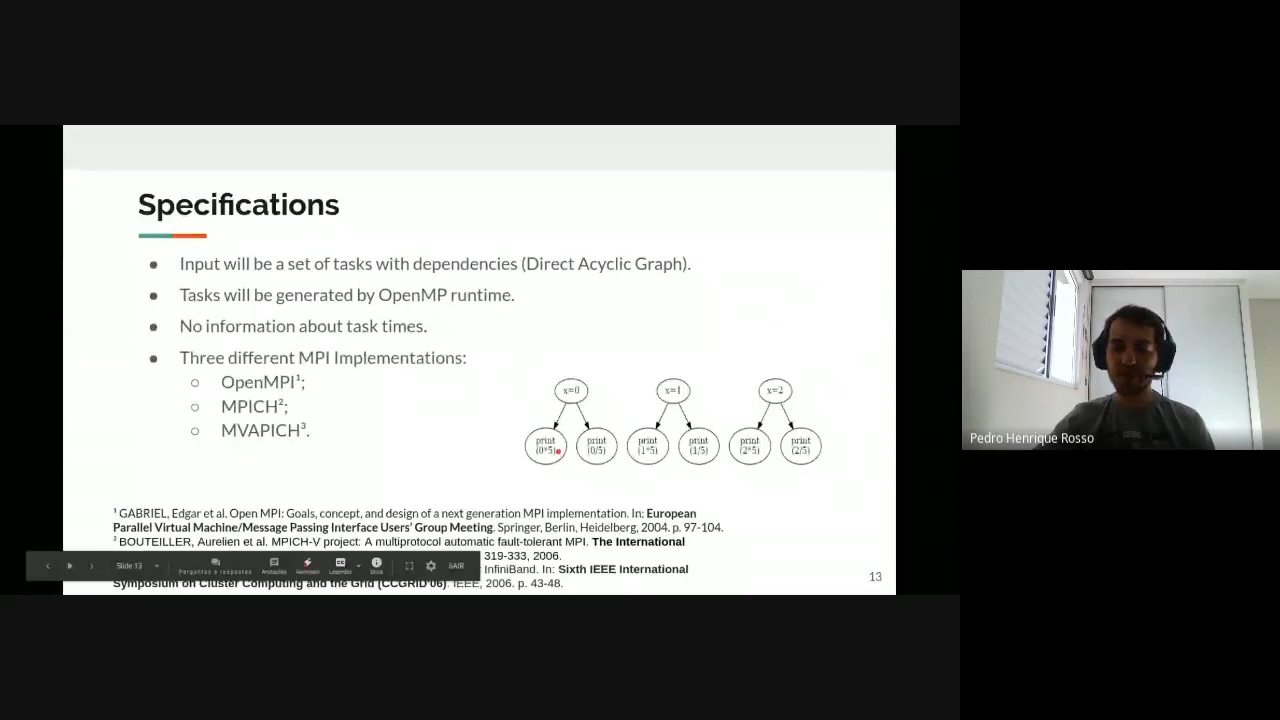 Specifications
● Input will be a set of tasks with dependencies (Direct Acyclic Graph).
● Tasks will be generated by OpenMP runtime.
● No information about task times.
● Three different MPI Implementations:
○ OpenMPI¹;
○ MPICH²;
○ MVAPICH³.
x=0 x=1 x=2
print print print print print print
(0*5) (0/5) (1*5) (1/5) (2*5) (2/5)
¹ GABRIEL, Edgar et al. Open MPI: Goals, concept, and design of a next generation MPI implementation. In: European
Parallel Virtual Machine/Message Passing Interface Users' Group Meeting. Springer, Berlin, Heidelberg, 2004. p. 97-104.
² BOUTEILLER, Aurelien et al. MPICH-V project: A multiprotocol automatic fault-tolerant MPI. The International
319-333, 2006.
InfiniBand. In: Sixth IEEE International
Symposium on Cluster Computing and the Grid (CCGRID'06). IEEE, 2006. p. 43-48.
Slide 13
Perguntas e respostas
SAIR
13
Pedro Henrique Rosso